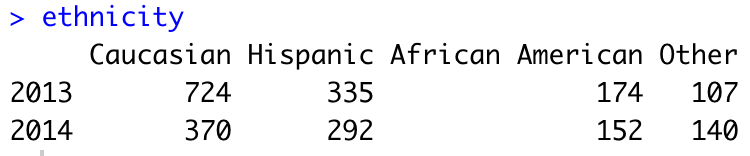 > ethnicity
Caucasian Hispanic African American Other
2013 724 335 174 107
2014 370 292 152 140